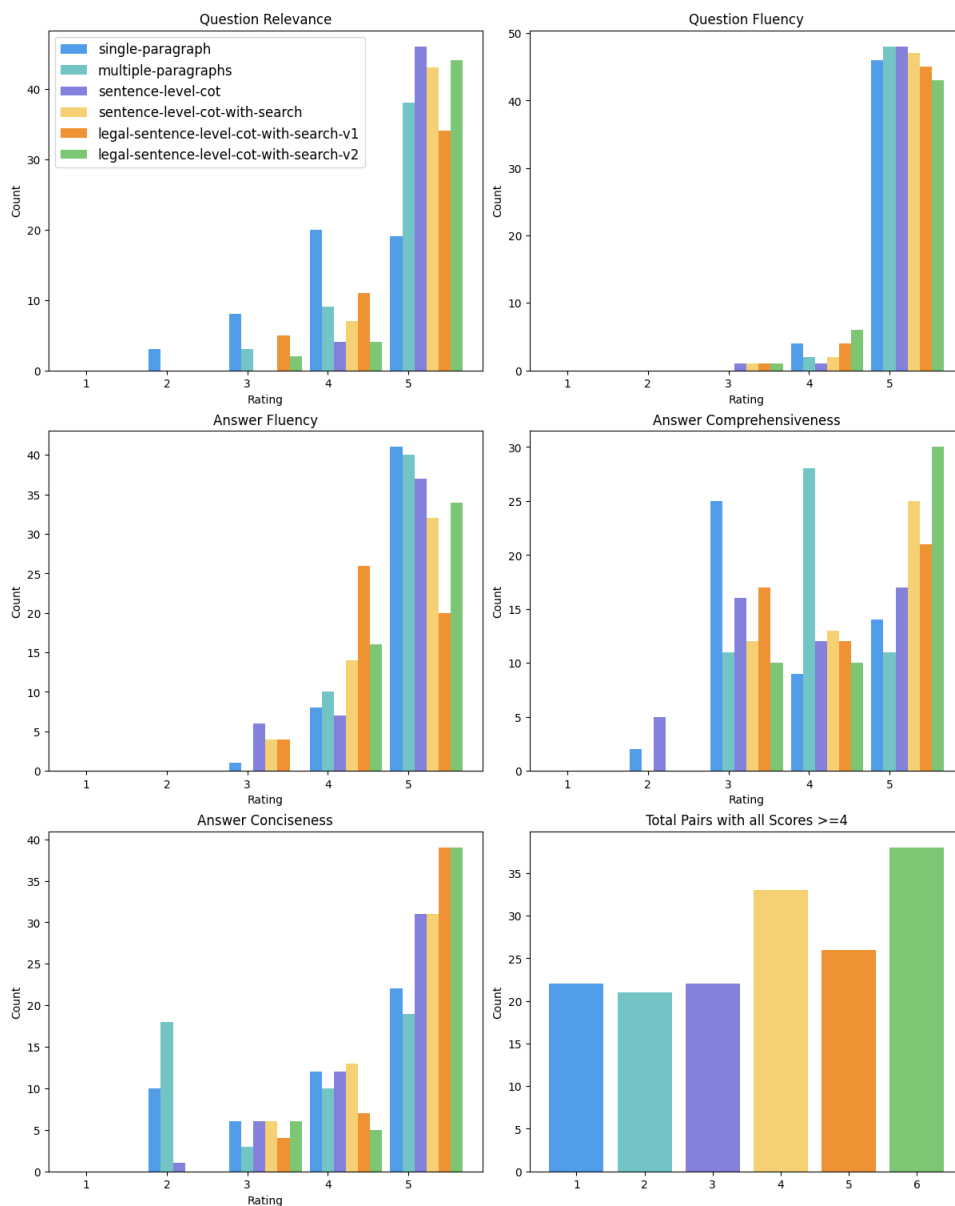 Question Relevance
single-paragraph
multiple-paragraphs
sentence-level-cot
sentence-level-cot-with-search
legal-sentence-level-cot-with-search-v1
legal-sentence-level-cot-with-search-v2
40
30
20
10
0
Count
1 2 3 4 5
Rating
Question Fluency
50
40
30
20
10
0
Count
1 2 3 4 5
Rating
Answer Fluency
40
35
30
25
20
15
10
5
0
Count
1 2 3 4 5
Rating
Answer Comprehensiveness
30
25
20
15
10
5
0
Count
1 2 3 4 5
Rating
Answer Conciseness
40
35
30
25
20
15
10
5
0
Count
1 2 3 4 5
Rating
Total Pairs with all Scores >=4
35
30
25
20
15
10
5
0
Count
1 2 3 4 5 6